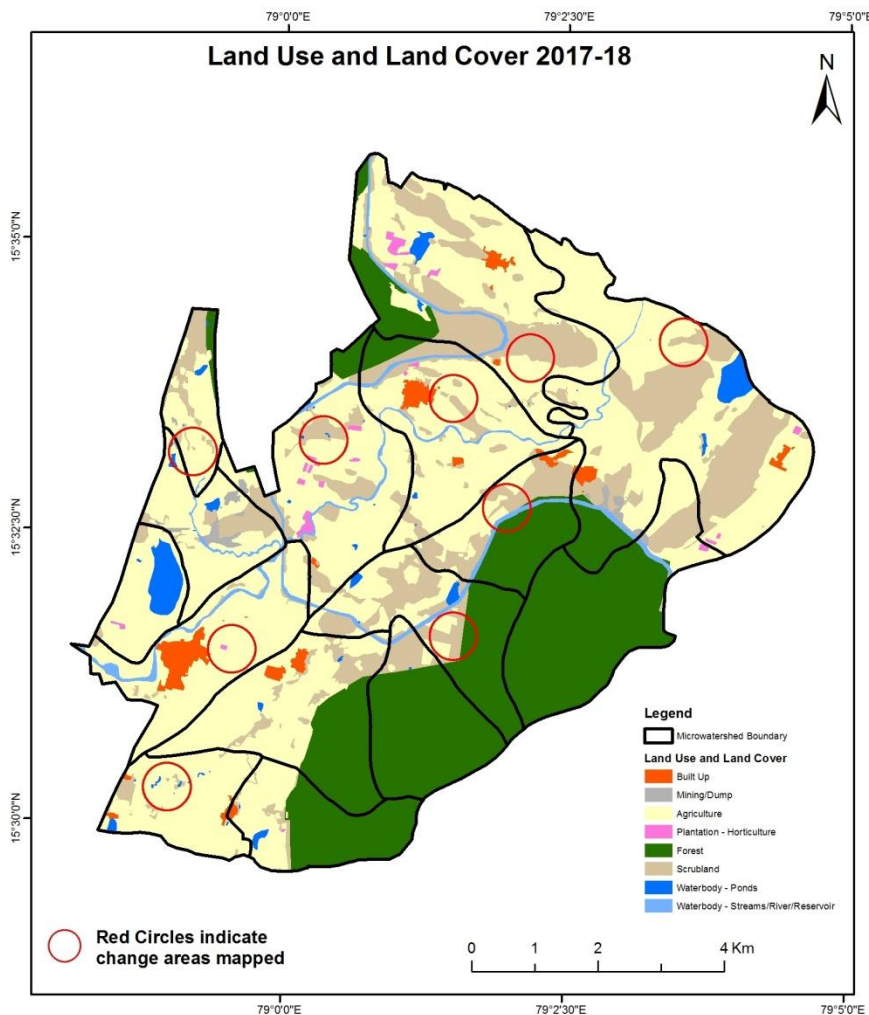 79°0'0"E
79°2'30"E
79°5'0"E
Land Use and Land Cover 2017-18
N
15°35'0"N
15°32'30"N
15°30'0"N
Legend
Microwatershed Boundary
Land Use and Land Cover
Built Up
Mining/Dump
Agriculture
Plantation - Horticulture
Forest
Scrubland
Waterbody - Ponds
Waterbody - Streams/River/Reservoir
Red Circles indicate
change areas mapped
0 1 2 4 Km
79°0'0"E
79°2'30"E
79°5'0"E